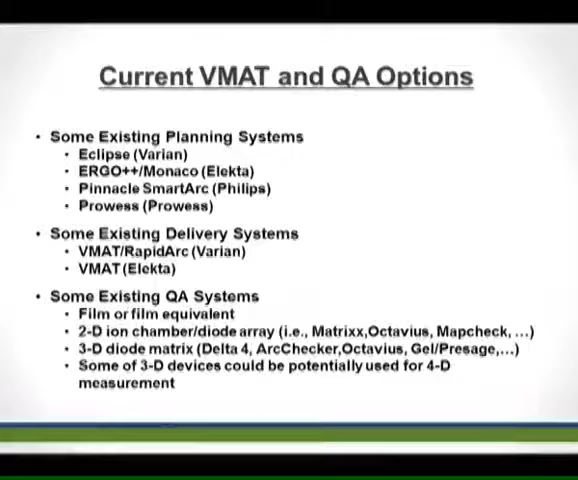 Current VMAT and QA Options
• Some Existing Planning Systems
• Eclipse (Varian)
• ERGO++/Monaco (Elekta)
• Pinnacle SmartArc (Philips)
• Prowess (Prowess)
• Some Existing Delivery Systems
• VMAT/RapidArc (Varian)
• VMAT (Elekta)
• Some Existing QA Systems
• Film or film equivalent
• 2-D ion chamber/diode array (i.e., Matrixx,Octavius, Mapcheck, ...)
• 3-D diode matrix (Delta 4, ArcChecker,Octavius, Gel/Presage,...)
• Some of 3-D devices could be potentially used for 4-D
measurement